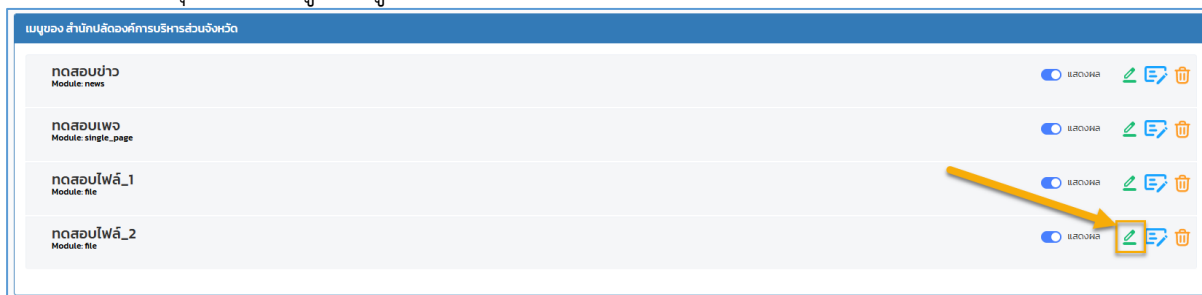 เมนูของ สำนักปลัดองค์การบริหารส่วนจังหวัด
ทดสอบข่าว
Module: news
แสดงผล
ทดสอบเพจ
Module: single_page
แสดงผล
ทดสอบไฟล์_1
Module: file
แสดงผล
ทดสอบไฟล์_2
Module: file
แสดงผล